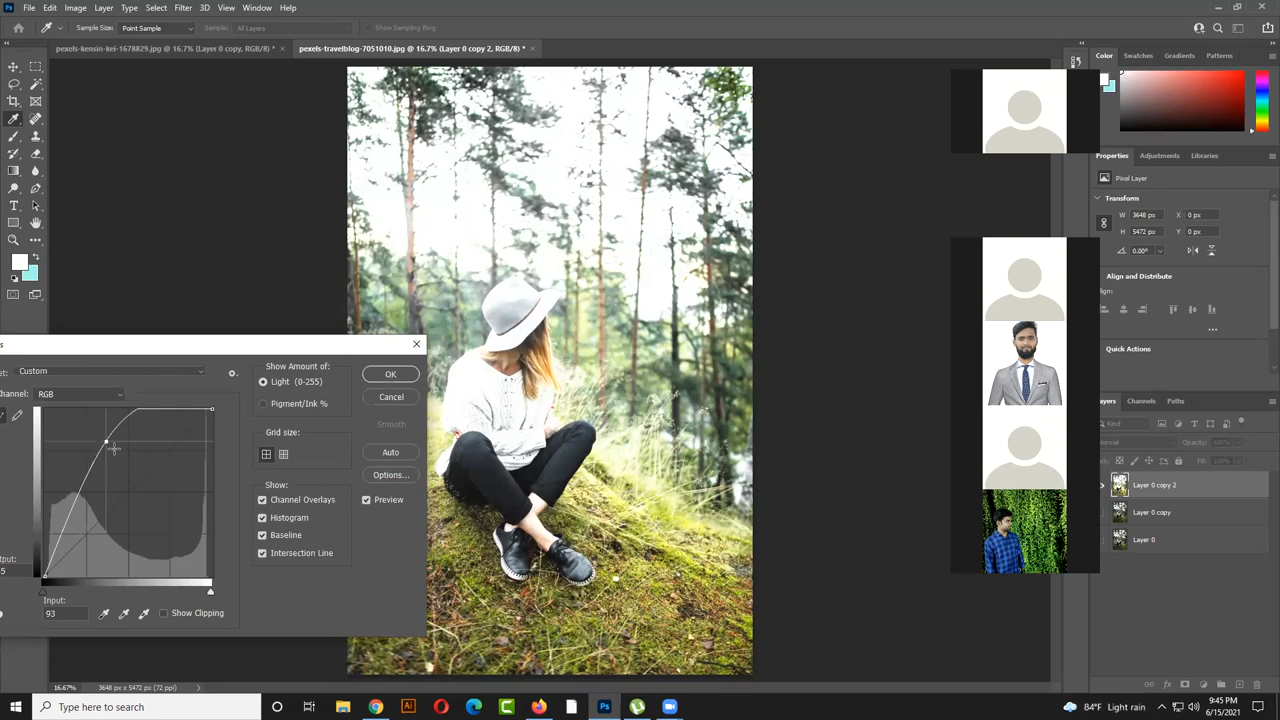 File Edit Image Layer Type Select Filter 3D View Window Help
Sample Size: Point Sample Sample: All Layers Show Sampling Ring
pexels-kensin-kei-1678829.jpg @ 16.7% (Layer 0 copy, RGB/8) * ×
pexels-travelblog-7051010.jpg @ 16.7% (Layer 0 copy 2, RGB/8) * ×
Color Swatches Gradients Patterns
Properties Adjustments Libraries
Pixel Layer
Transform
W 3648 px X 0 px
H 5472 px Y 0 px
0.00°
Align and Distribute
Quick Actions
Channels Paths
Opacity: 100%
Fill: 100%
Layer 0 copy 2
Layer 0 copy
Layer 0
Custom
RGB
Input:
93
Show Clipping
Show Amount of:
Light (0-255)
Pigment/Ink %
Grid size:
Show:
Channel Overlays
Histogram
Baseline
Intersection Line
OK
Cancel
Smooth
Auto
Options...
Preview
16.67% 3648 px x 5472 px (72 ppi)
Type here to search
84°F Light rain
9:45 PM
6/15/2021